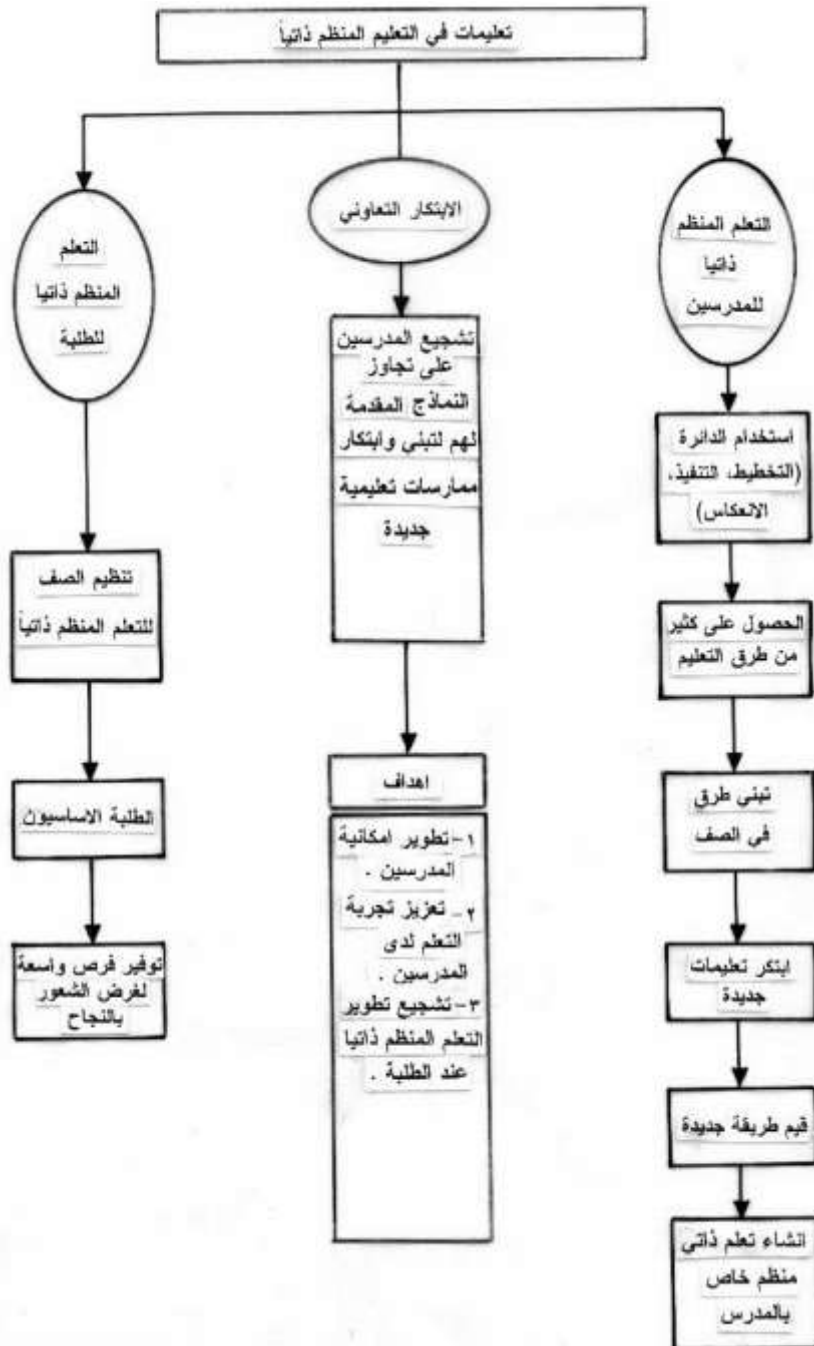 تعليمات في التعليم المنظم ذاتياً
التعلم المنظم
ذاتيا
للمدرسين
استخدام الدائرة
(التخطيط، التنفيذ،
الانعكاس)
الحصول على كثير
من طرق التعليم
تبني طرق
في الصف
ابتكر تعليمات
جديدة
قيم طريقة جديدة
انشاء تعلم ذاتي
منظم خاص
بالمدرس
الابتكار التعاوني
تشجيع المدرسين
على تجاوز
النماذج المقدمة
لهم لتبني وابتكار
ممارسات تعليمية
جديدة
اهداف
١- تطوير امكانية
المدرسين .
٢- تعزيز تجربة
التعلم لدى
المدرسين .
٣- تشجيع تطوير
التعلم المنظم ذاتيا
عند الطلبة .
التعلم
المنظم ذاتيا
للطلبة
تنظيم الصف
للتعلم المنظم ذاتياً
الطلبة الاساسيون
توفير فرص واسعة
لغرض الشعور
بالنجاح